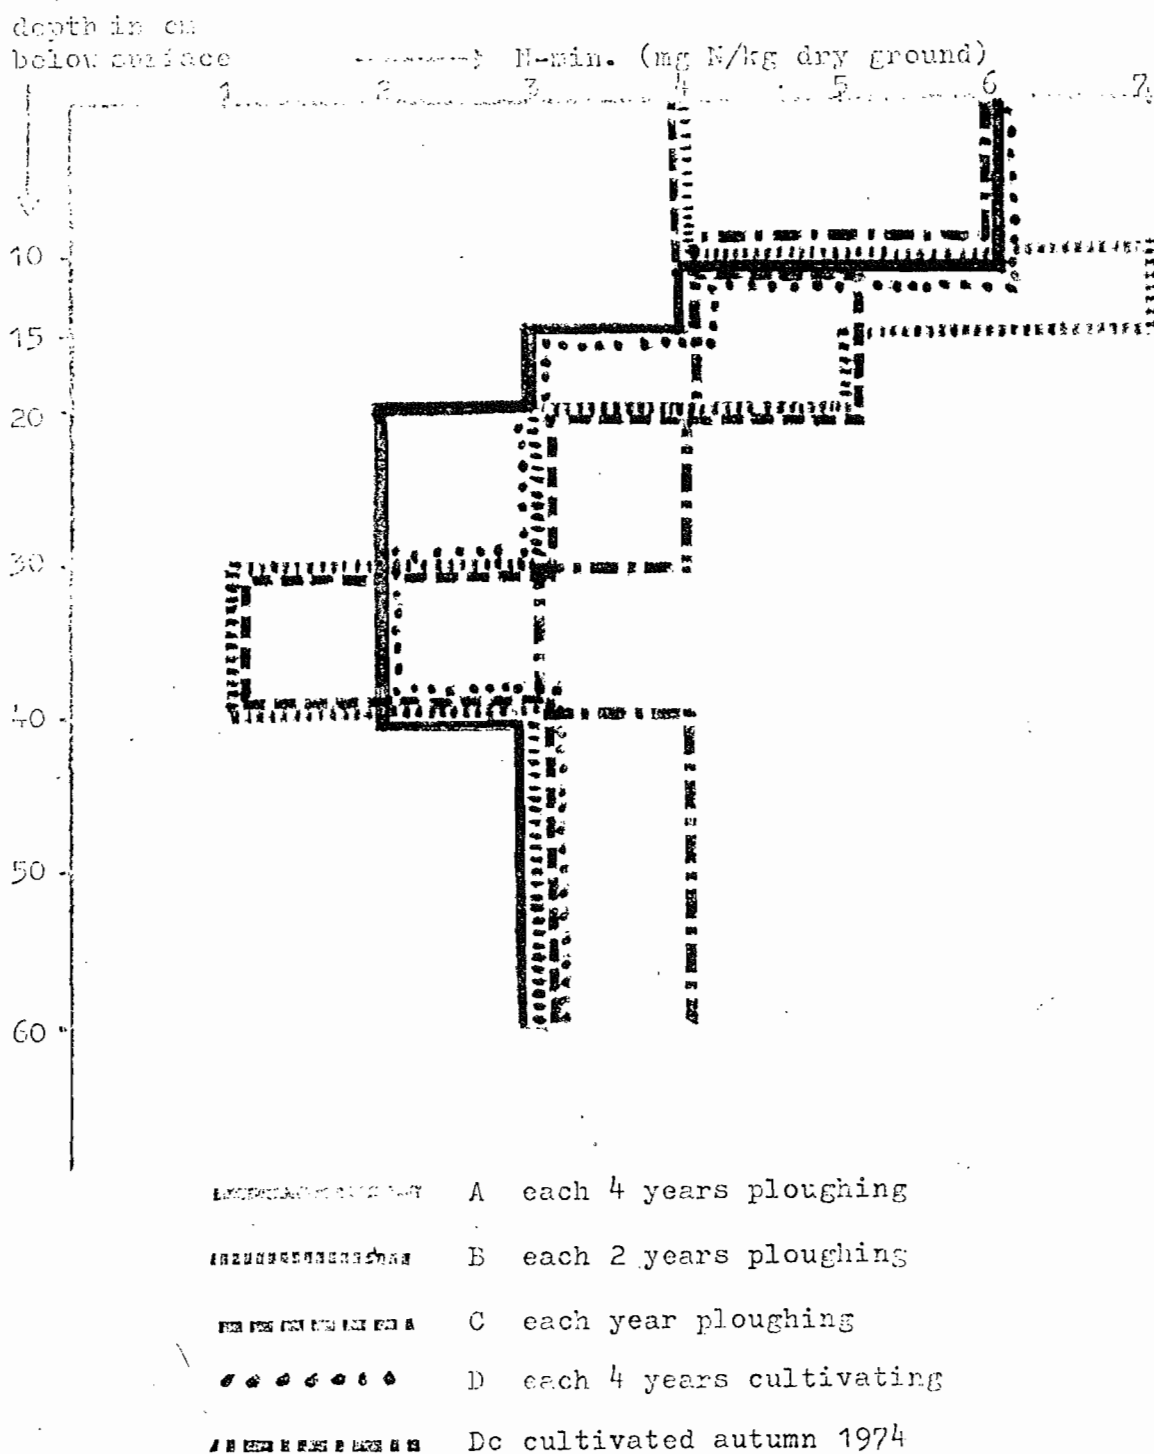 depth in cm
below surface
N-min. (mg N/kg dry ground)
1 2 3 4 5 6 7
10
15
20
30
40
50
60
A each 4 years ploughing
B each 2 years ploughing
C each year ploughing
D each 4 years cultivating
Dc cultivated autumn 1974